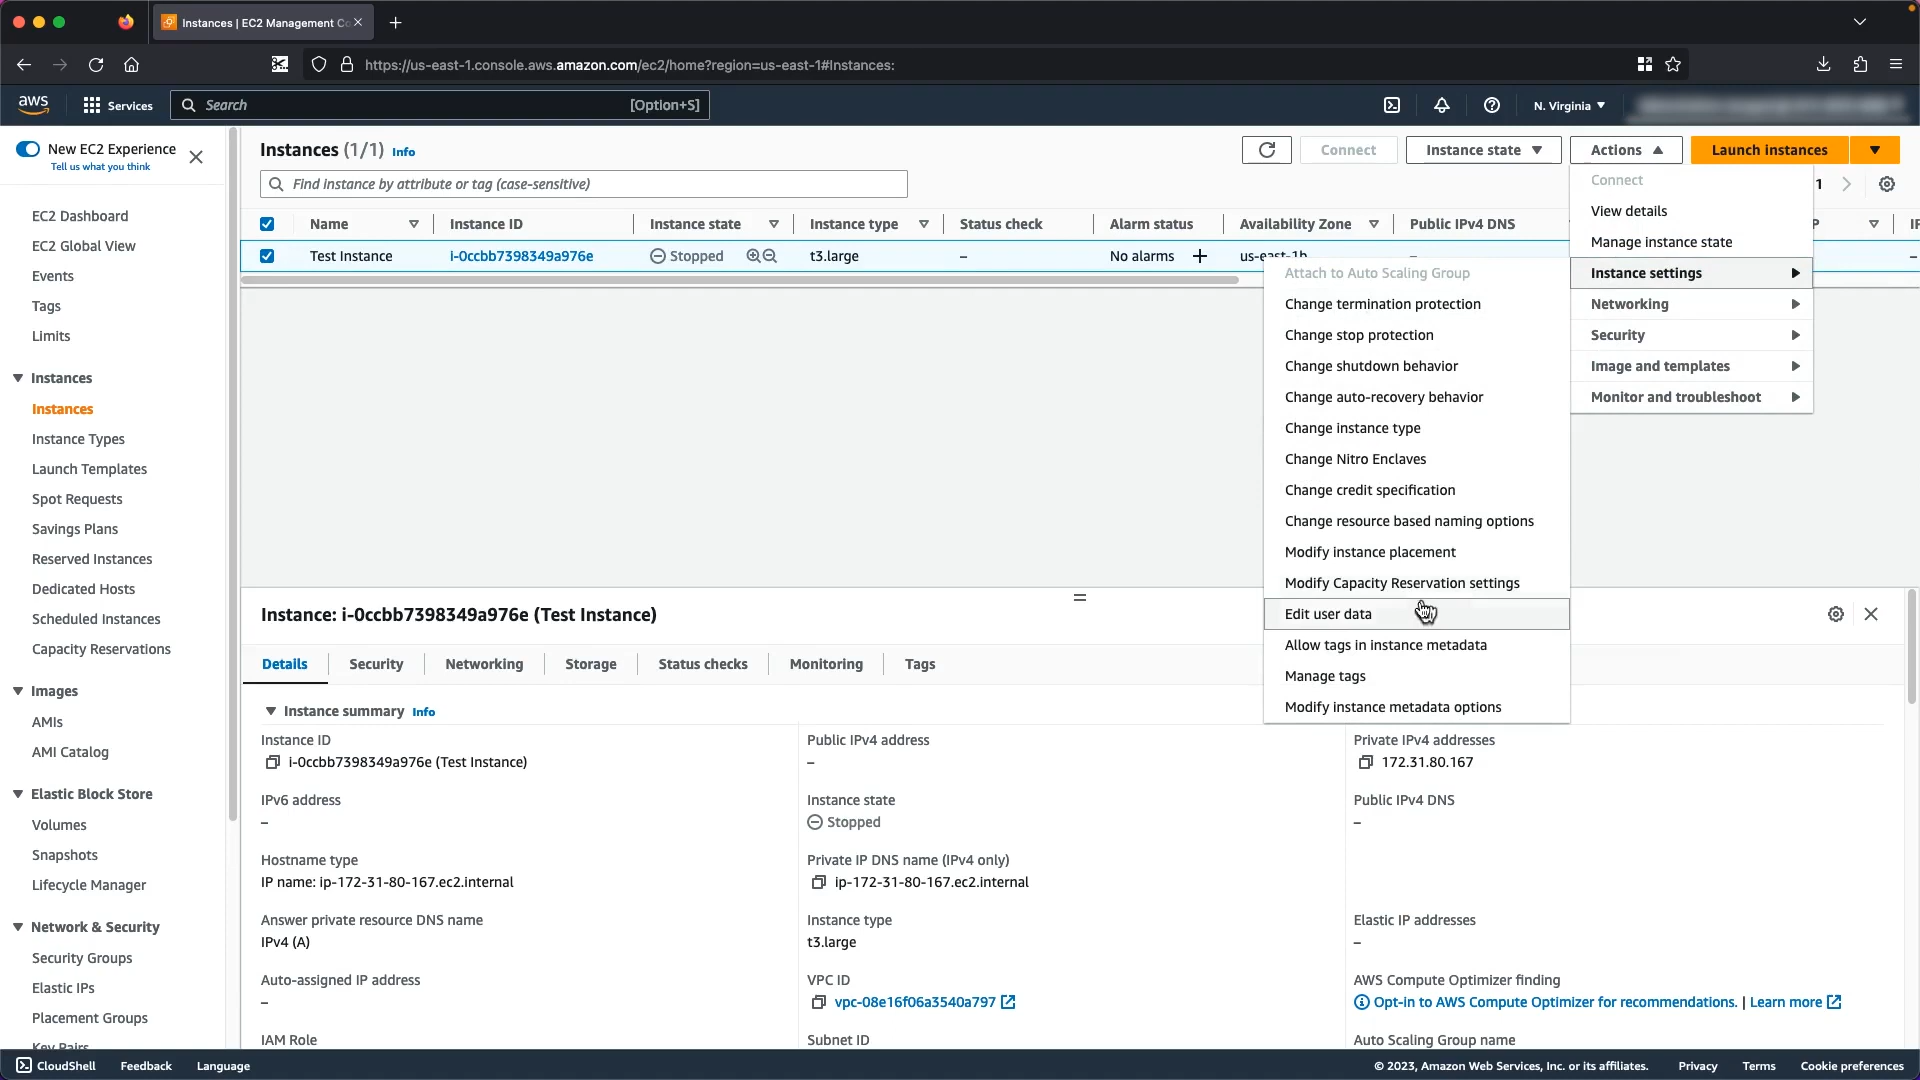 Instances | EC2 Management Co
https://us-east-1.console.aws.amazon.com/ec2/home?region=us-east-1#Instances:
aws
Services
Search
[Option+S]
N. Virginia
New EC2 Experience
Tell us what you think
EC2 Dashboard
EC2 Global View
Events
Tags
Limits
Instances
Instances
Instance Types
Launch Templates
Spot Requests
Savings Plans
Reserved Instances
Dedicated Hosts
Scheduled Instances
Capacity Reservations
Images
AMIs
AMI Catalog
Elastic Block Store
Volumes
Snapshots
Lifecycle Manager
Network & Security
Security Groups
Elastic IPs
Placement Groups
Key Pairs
Instances (1/1) Info
Connect
Instance state
Actions
Launch instances
Find instance by attribute or tag (case-sensitive)
1
Name
Instance ID
Instance state
Instance type
Status check
Alarm status
Availability Zone
Public IPv4 DNS
Test Instance
i-0ccbb7398349a976e
Stopped
t3.large
–
No alarms
us-east-1b
–
–
Connect
View details
Manage instance state
Instance settings
Networking
Security
Image and templates
Monitor and troubleshoot
Attach to Auto Scaling Group
Change termination protection
Change stop protection
Change shutdown behavior
Change auto-recovery behavior
Change instance type
Change Nitro Enclaves
Change credit specification
Change resource based naming options
Modify instance placement
Modify Capacity Reservation settings
Edit user data
Allow tags in instance metadata
Manage tags
Modify instance metadata options
Instance: i-0ccbb7398349a976e (Test Instance)
Details
Security
Networking
Storage
Status checks
Monitoring
Tags
Instance summary Info
Instance ID
i-0ccbb7398349a976e (Test Instance)
Public IPv4 address
–
Private IPv4 addresses
172.31.80.167
IPv6 address
–
Instance state
Stopped
Public IPv4 DNS
–
Hostname type
IP name: ip-172-31-80-167.ec2.internal
Private IP DNS name (IPv4 only)
ip-172-31-80-167.ec2.internal
Answer private resource DNS name
IPv4 (A)
Instance type
t3.large
Elastic IP addresses
–
Auto-assigned IP address
–
VPC ID
vpc-08e16f06a3540a797
AWS Compute Optimizer finding
Opt-in to AWS Compute Optimizer for recommendations. | Learn more
IAM Role
Subnet ID
Auto Scaling Group name
CloudShell
Feedback
Language
© 2023, Amazon Web Services, Inc. or its affiliates.
Privacy
Terms
Cookie preferences